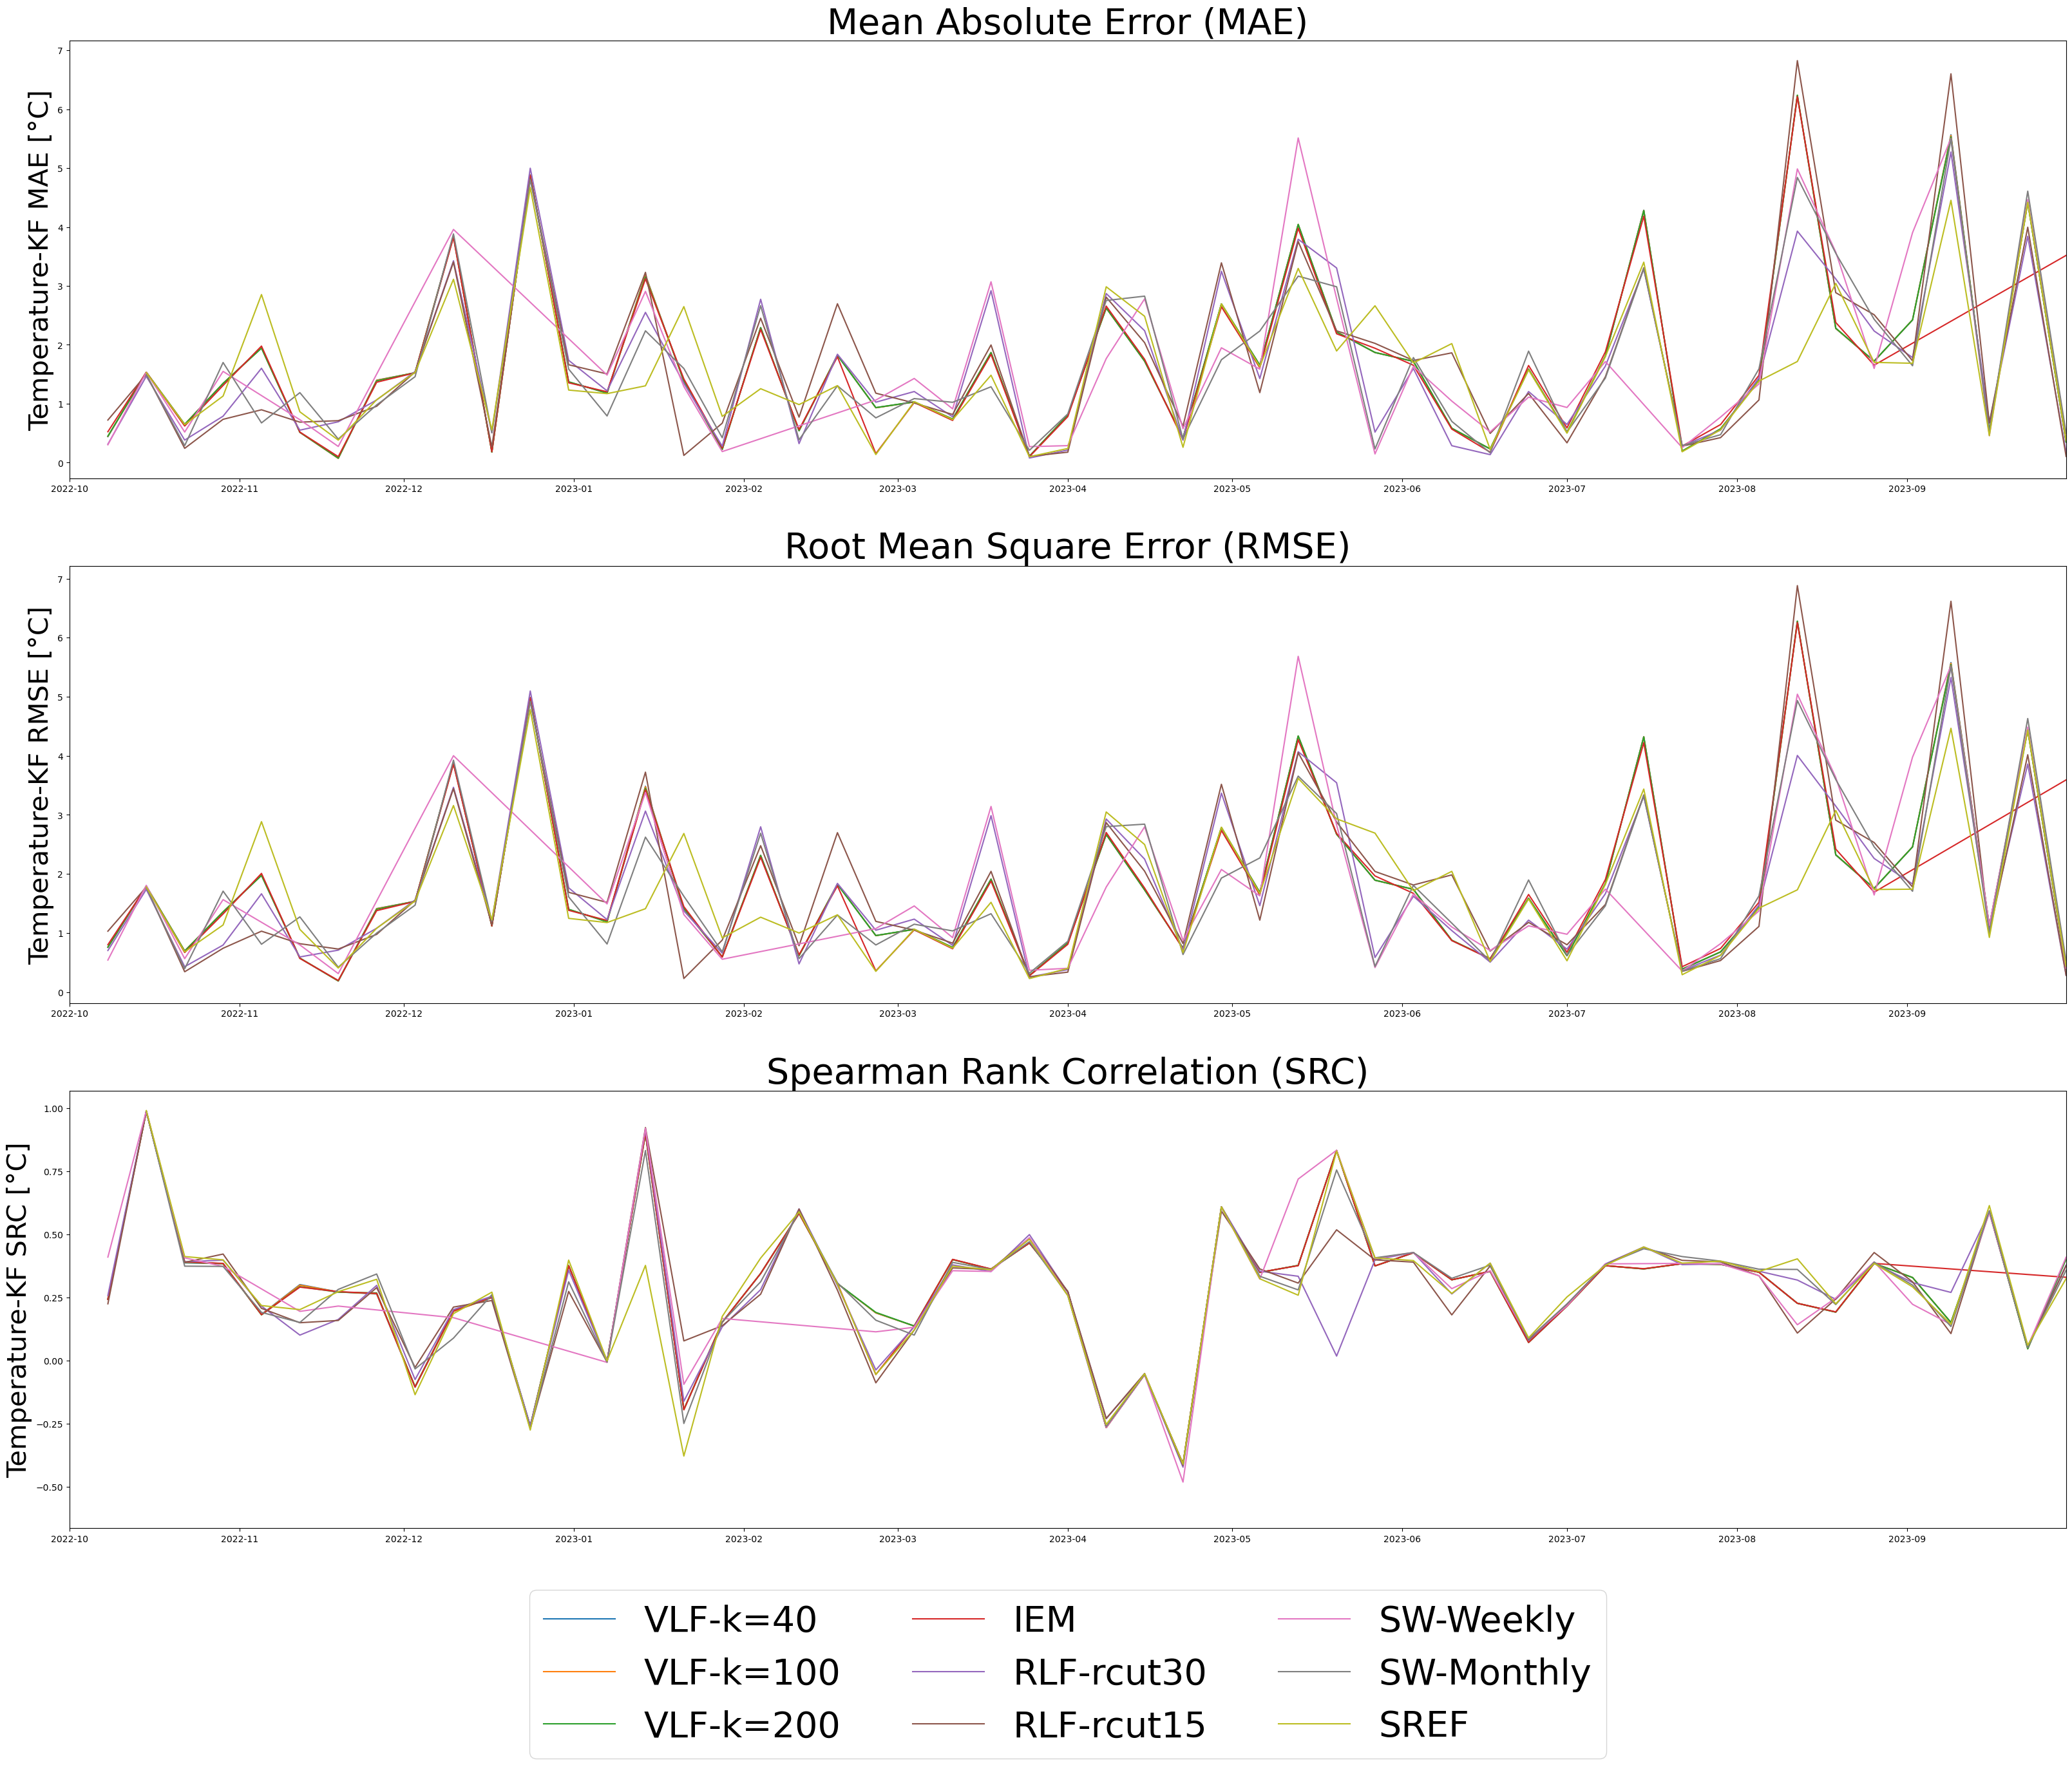 Mean Absolute Error (MAE)
Temperature-KF MAE [°C]
7
6
5
4
3
2
1
0
2022-10 2022-11 2022-12 2023-01 2023-02 2023-03 2023-04 2023-05 2023-06 2023-07 2023-08 2023-09
Root Mean Square Error (RMSE)
Temperature-KF RMSE [°C]
7
6
5
4
3
2
1
0
2022-10 2022-11 2022-12 2023-01 2023-02 2023-03 2023-04 2023-05 2023-06 2023-07 2023-08 2023-09
Spearman Rank Correlation (SRC)
Temperature-KF SRC [°C]
1.00
0.75
0.50
0.25
0.00
−0.25
−0.50
2022-10 2022-11 2022-12 2023-01 2023-02 2023-03 2023-04 2023-05 2023-06 2023-07 2023-08 2023-09
VLF-k=40 IEM SW-Weekly
VLF-k=100 RLF-rcut30 SW-Monthly
VLF-k=200 RLF-rcut15 SREF